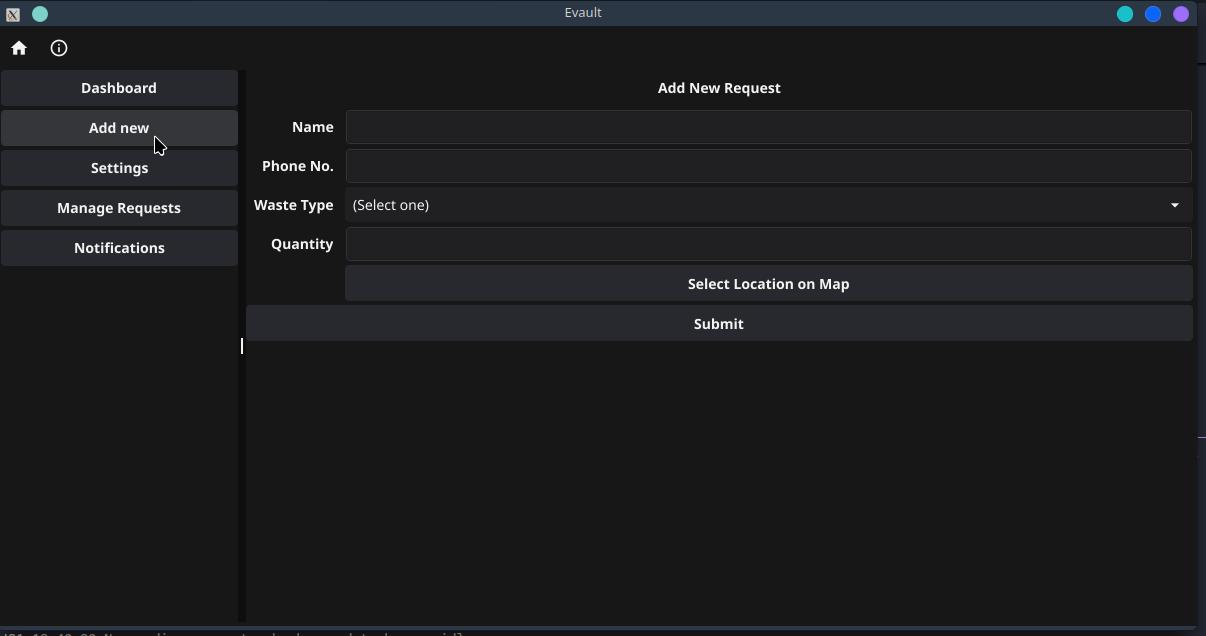 Evault
Dashboard
Add new
Settings
Manage Requests
Notifications
Add New Request
Name
Phone No.
Waste Type
(Select one)
Quantity
Select Location on Map
Submit